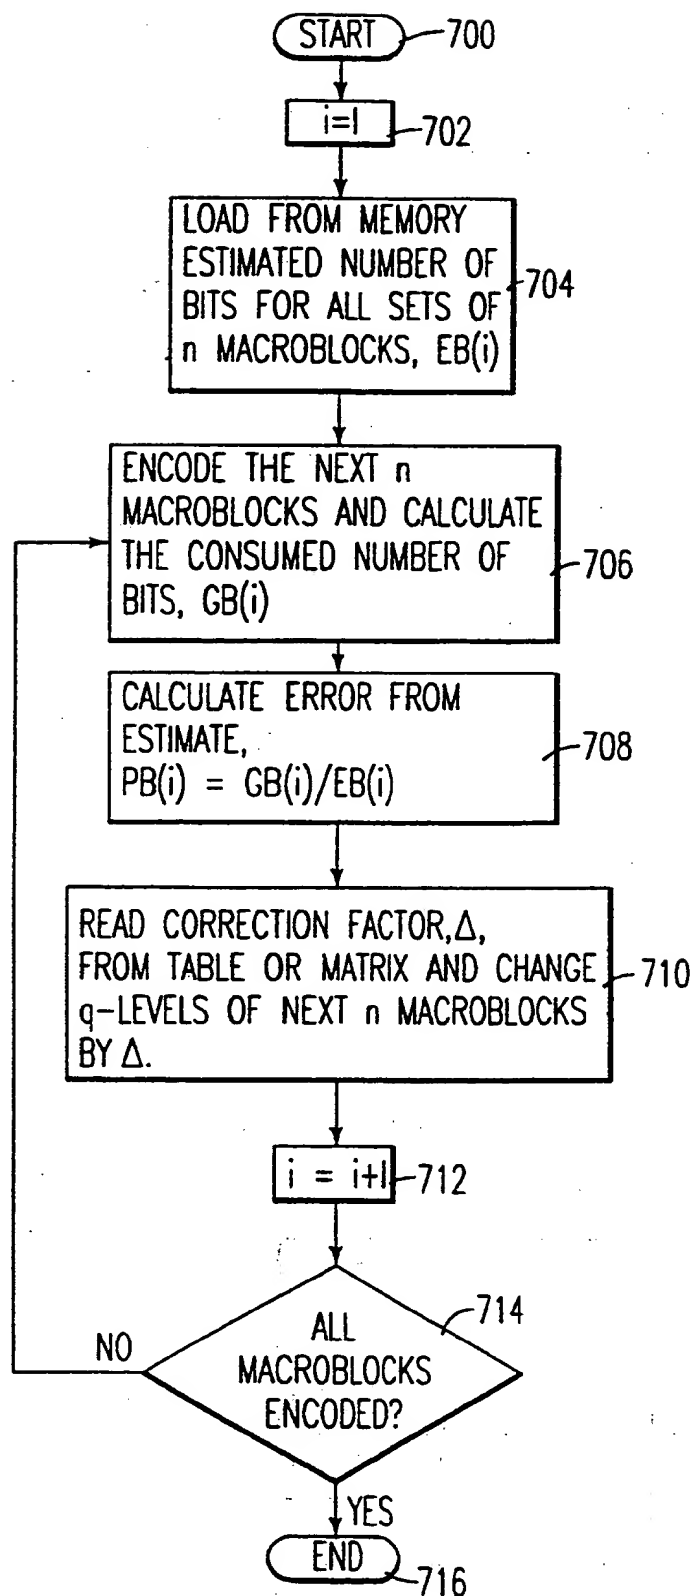 START 700
i=1 702
LOAD FROM MEMORY
ESTIMATED NUMBER OF
BITS FOR ALL SETS OF
n MACROBLOCKS, EB(i)
704
ENCODE THE NEXT n
MACROBLOCKS AND CALCULATE
THE CONSUMED NUMBER OF
BITS, GB(i)
706
CALCULATE ERROR FROM
ESTIMATE,
PB(i) = GB(i)/EB(i)
708
READ CORRECTION FACTOR,Δ,
FROM TABLE OR MATRIX AND CHANGE
q-LEVELS OF NEXT n MACROBLOCKS
BY Δ.
710
i = i+1 712
714
ALL
MACROBLOCKS
ENCODED?
NO
YES
END 716